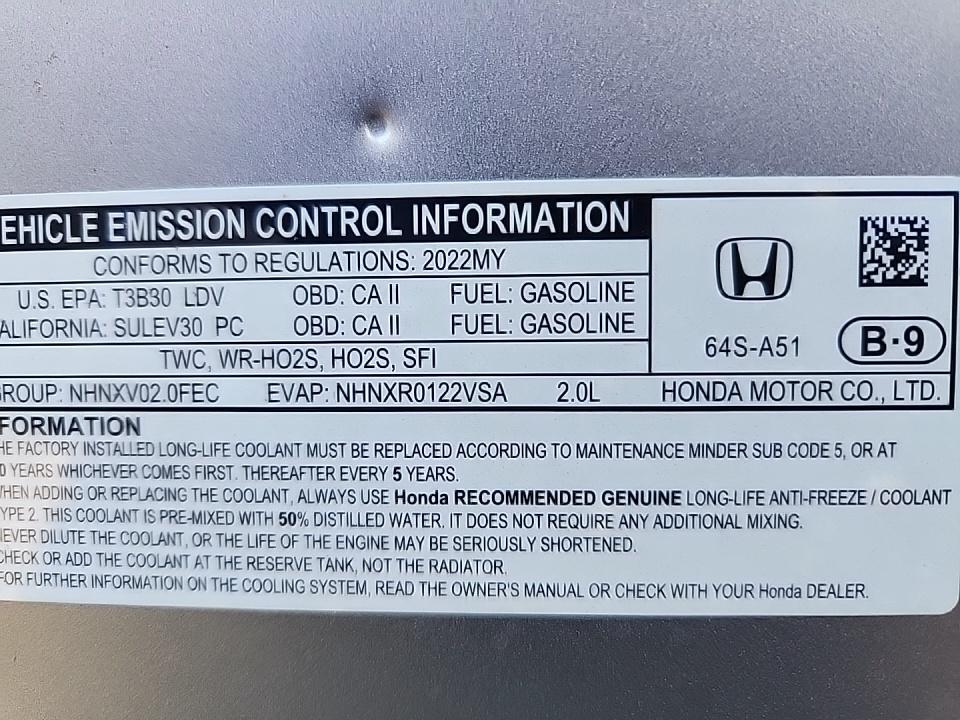 EHICLE EMISSION CONTROL INFORMATION
CONFORMS TO REGULATIONS: 2022MY
U.S. EPA: T3B30 LDV OBD: CA II FUEL: GASOLINE
ALIFORNIA: SULEV30 PC OBD: CA II FUEL: GASOLINE
64S-A51
B·9
TWC, WR-HO2S, HO2S, SFI
ROUP: NHNXV02.0FEC EVAP: NHNXR0122VSA 2.0L HONDA MOTOR CO., LTD.
FORMATION
HE FACTORY INSTALLED LONG-LIFE COOLANT MUST BE REPLACED ACCORDING TO MAINTENANCE MINDER SUB CODE 5, OR AT
0 YEARS WHICHEVER COMES FIRST. THEREAFTER EVERY 5 YEARS.
WHEN ADDING OR REPLACING THE COOLANT, ALWAYS USE Honda RECOMMENDED GENUINE LONG-LIFE ANTI-FREEZE / COOLANT
YPE 2. THIS COOLANT IS PRE-MIXED WITH 50% DISTILLED WATER. IT DOES NOT REQUIRE ANY ADDITIONAL MIXING.
NEVER DILUTE THE COOLANT, OR THE LIFE OF THE ENGINE MAY BE SERIOUSLY SHORTENED.
CHECK OR ADD THE COOLANT AT THE RESERVE TANK, NOT THE RADIATOR.
FOR FURTHER INFORMATION ON THE COOLING SYSTEM, READ THE OWNER'S MANUAL OR CHECK WITH YOUR Honda DEALER.